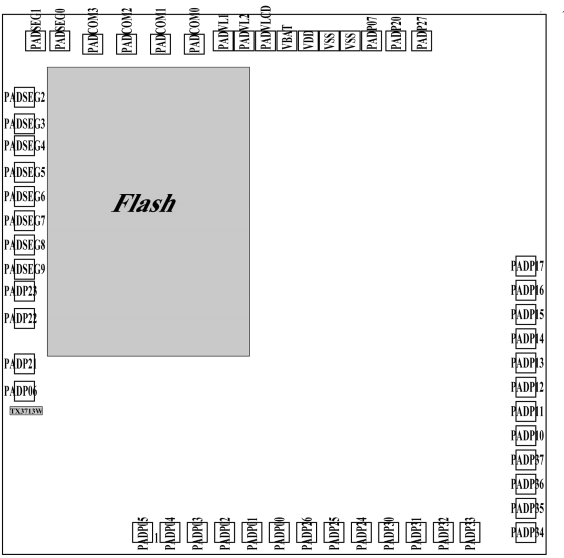 PADSEG1
PADSEG0
PADCOM3
PADCOM2
PADCOM1
PADCOM0
PADVL1
PADVL2
PADVLCD
VBAT
VDD
VSS
VSS
PADP07
PADP20
PADP27
PADSEG2
PADSEG3
PADSEG4
PADSEG5
PADSEG6
PADSEG7
PADSEG8
PADSEG9
PADP23
PADP22
PADP21
PADP06
TX3713W
Flash
PADP17
PADP16
PADP15
PADP14
PADP13
PADP12
PADP11
PADP10
PADP37
PADP36
PADP35
PADP34
PADP05
PADP04
PADP03
PADP02
PADP01
PADP00
PADP26
PADP25
PADP24
PADP30
PADP31
PADP32
PADP33